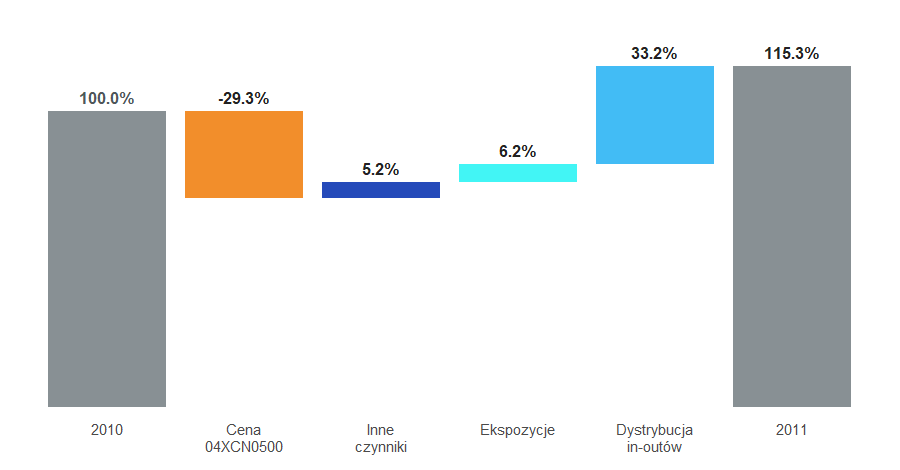 33.2%
115.3%
100.0%
-29.3%
6.2%
5.2%
2010
Cena
04XCN0500
Inne
czynniki
Ekspozycje
Dystrybucja
in-outów
2011